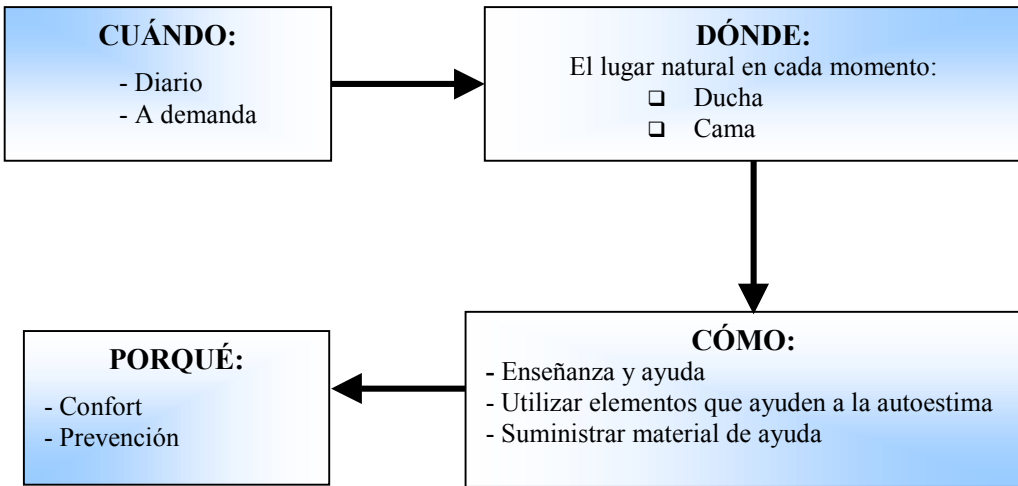 CUÁNDO:
- Diario
- A demanda
DÓNDE:
El lugar natural en cada momento:
❑ Ducha
❑ Cama
CÓMO:
- Enseñanza y ayuda
- Utilizar elementos que ayuden a la autoestima
- Suministrar material de ayuda
PORQUÉ:
- Confort
- Prevención